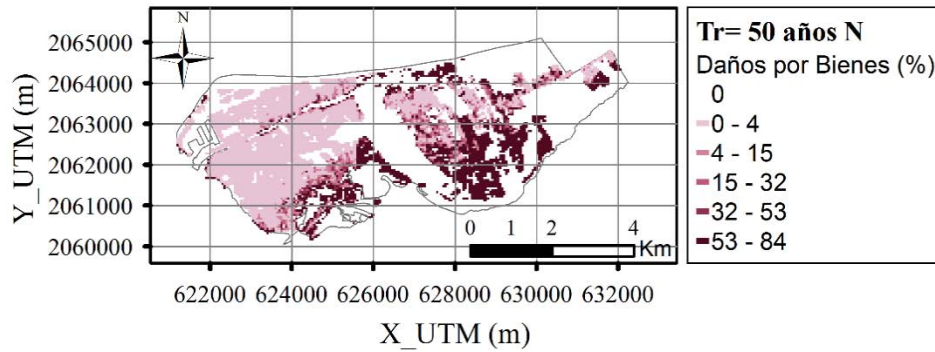 N
2065000
2064000
2063000
2062000
2061000
2060000
Y_UTM (m)
0 1 2 4
Km
622000 624000 626000 628000 630000 632000
X_UTM (m)
Tr= 50 años N
Daños por Bienes (%)
0
0 - 4
4 - 15
15 - 32
32 - 53
53 - 84